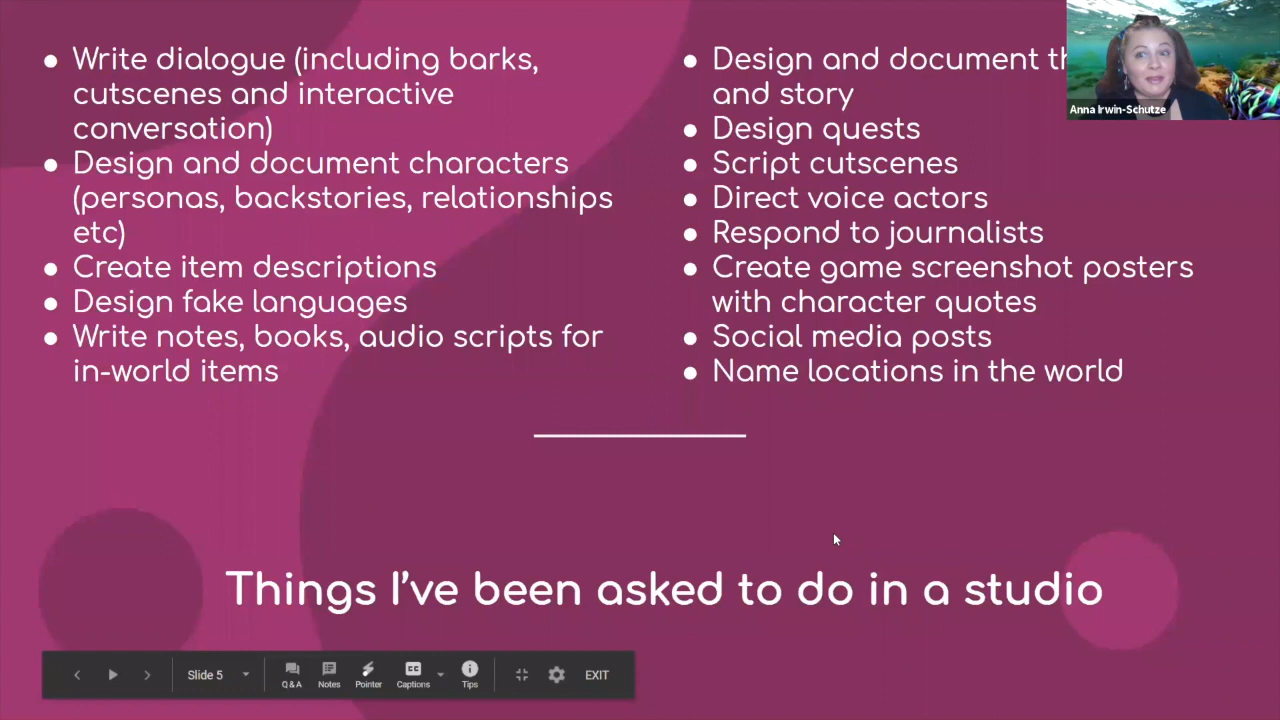 ● Write dialogue (including barks,
cutscenes and interactive
conversation)
● Design and document characters
(personas, backstories, relationships
etc)
● Create item descriptions
● Design fake languages
● Write notes, books, audio scripts for
in-world items
● Design and document
and story
● Design quests
● Script cutscenes
● Direct voice actors
● Respond to journalists
● Create game screenshot posters
with character quotes
● Social media posts
● Name locations in the world
Anna Irwin-Schutze
Things I've been asked to do in a studio
Slide 5
Q&A
Notes
Pointer
CC
Captions
Tips
EXIT